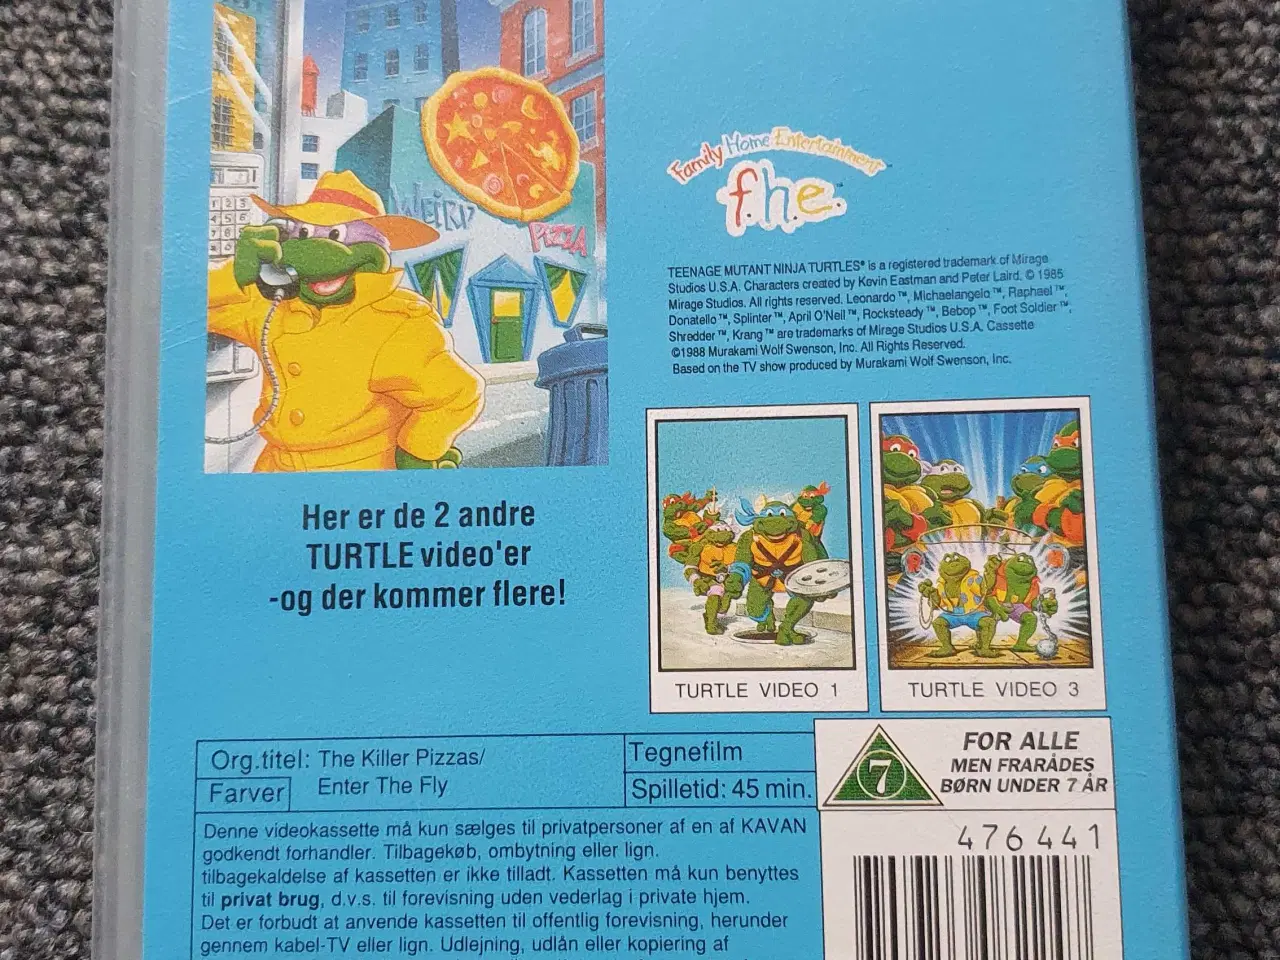 WEIRD
PIZZA
Family Home Entertainment™
f.h.e.™
TEENAGE MUTANT NINJA TURTLES® is a registered trademark of Mirage
Studios U.S.A. Characters created by Kevin Eastman and Peter Laird. © 1985
Mirage Studios. All rights reserved. Leonardo™, Michaelangelo™, Raphael™,
Donatello™, Splinter™, April O'Neil™, Rocksteady™, Bebop™, Foot Soldier™,
Shredder™, Krang™ are trademarks of Mirage Studios U.S.A. Cassette
©1988 Murakami Wolf Swenson, Inc. All Rights Reserved.
Based on the TV show produced by Murakami Wolf Swenson, Inc.
Her er de 2 andre
TURTLE video'er
-og der kommer flere!
TURTLE VIDEO 1
TURTLE VIDEO 3
Org.titel: The Killer Pizzas/
Enter The Fly
Farver
Tegnefilm
Spilletid: 45 min.
7
FOR ALLE
MEN FRARÅDES
BØRN UNDER 7 ÅR
476441
Denne videokassette må kun sælges til privatpersoner af en af KAVAN
godkendt forhandler. Tilbagekøb, ombytning eller lign.
tilbagekaldelse af kassetten er ikke tilladt. Kassetten må kun benyttes
til privat brug, d.v.s. til forevisning uden vederlag i private hjem.
Det er forbudt at anvende kassetten til offentlig forevisning, herunder
gennem kabel-TV eller lign. Udlejning, udlån eller kopiering af